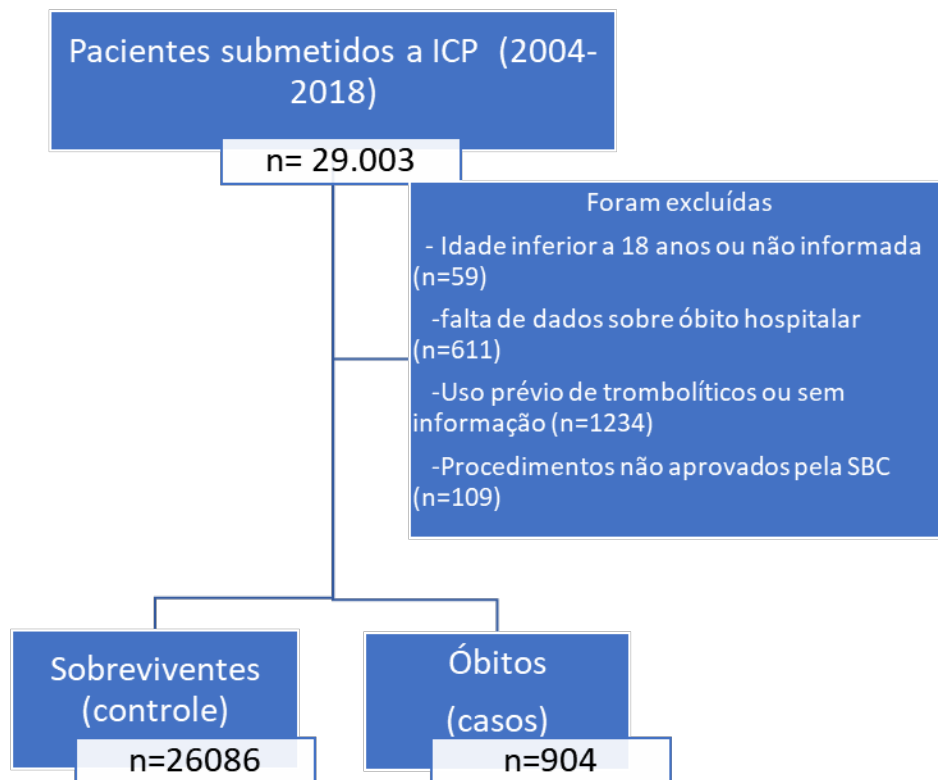 Pacientes submetidos a ICP (2004-
2018)
n= 29.003
Foram excluídas
- Idade inferior a 18 anos ou não informada
(n=59)
-falta de dados sobre óbito hospitalar
(n=611)
-Uso prévio de trombolíticos ou sem
informação (n=1234)
-Procedimentos não aprovados pela SBC
(n=109)
Sobreviventes
(controle)
n=26086
Óbitos
(casos)
n=904